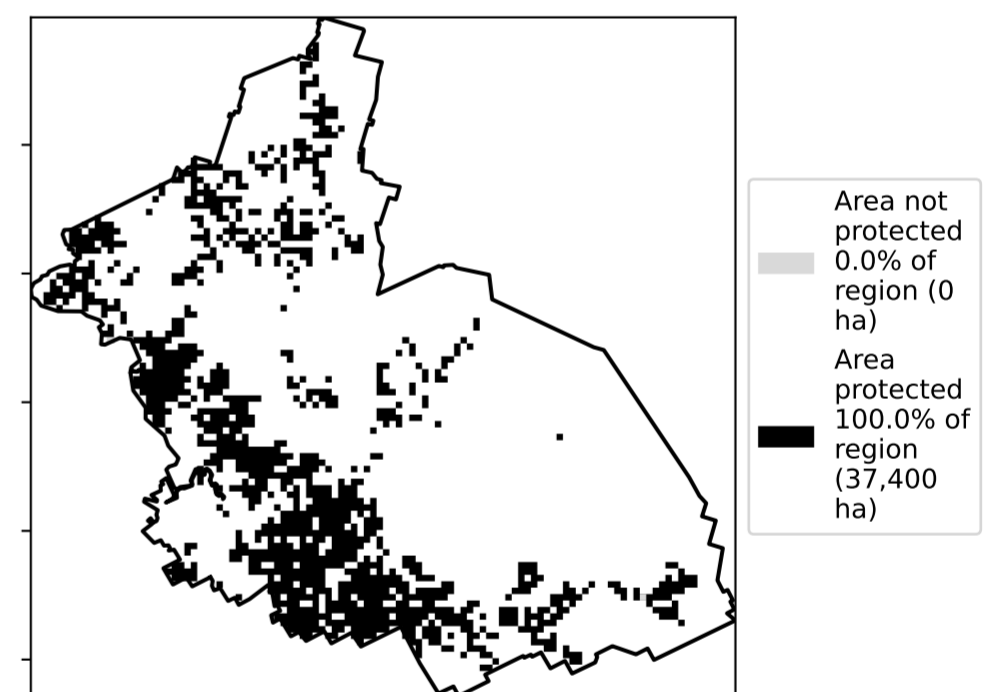 Area not
protected
0.0% of
region (0
ha)
Area
protected
100.0% of
region
(37,400
ha)